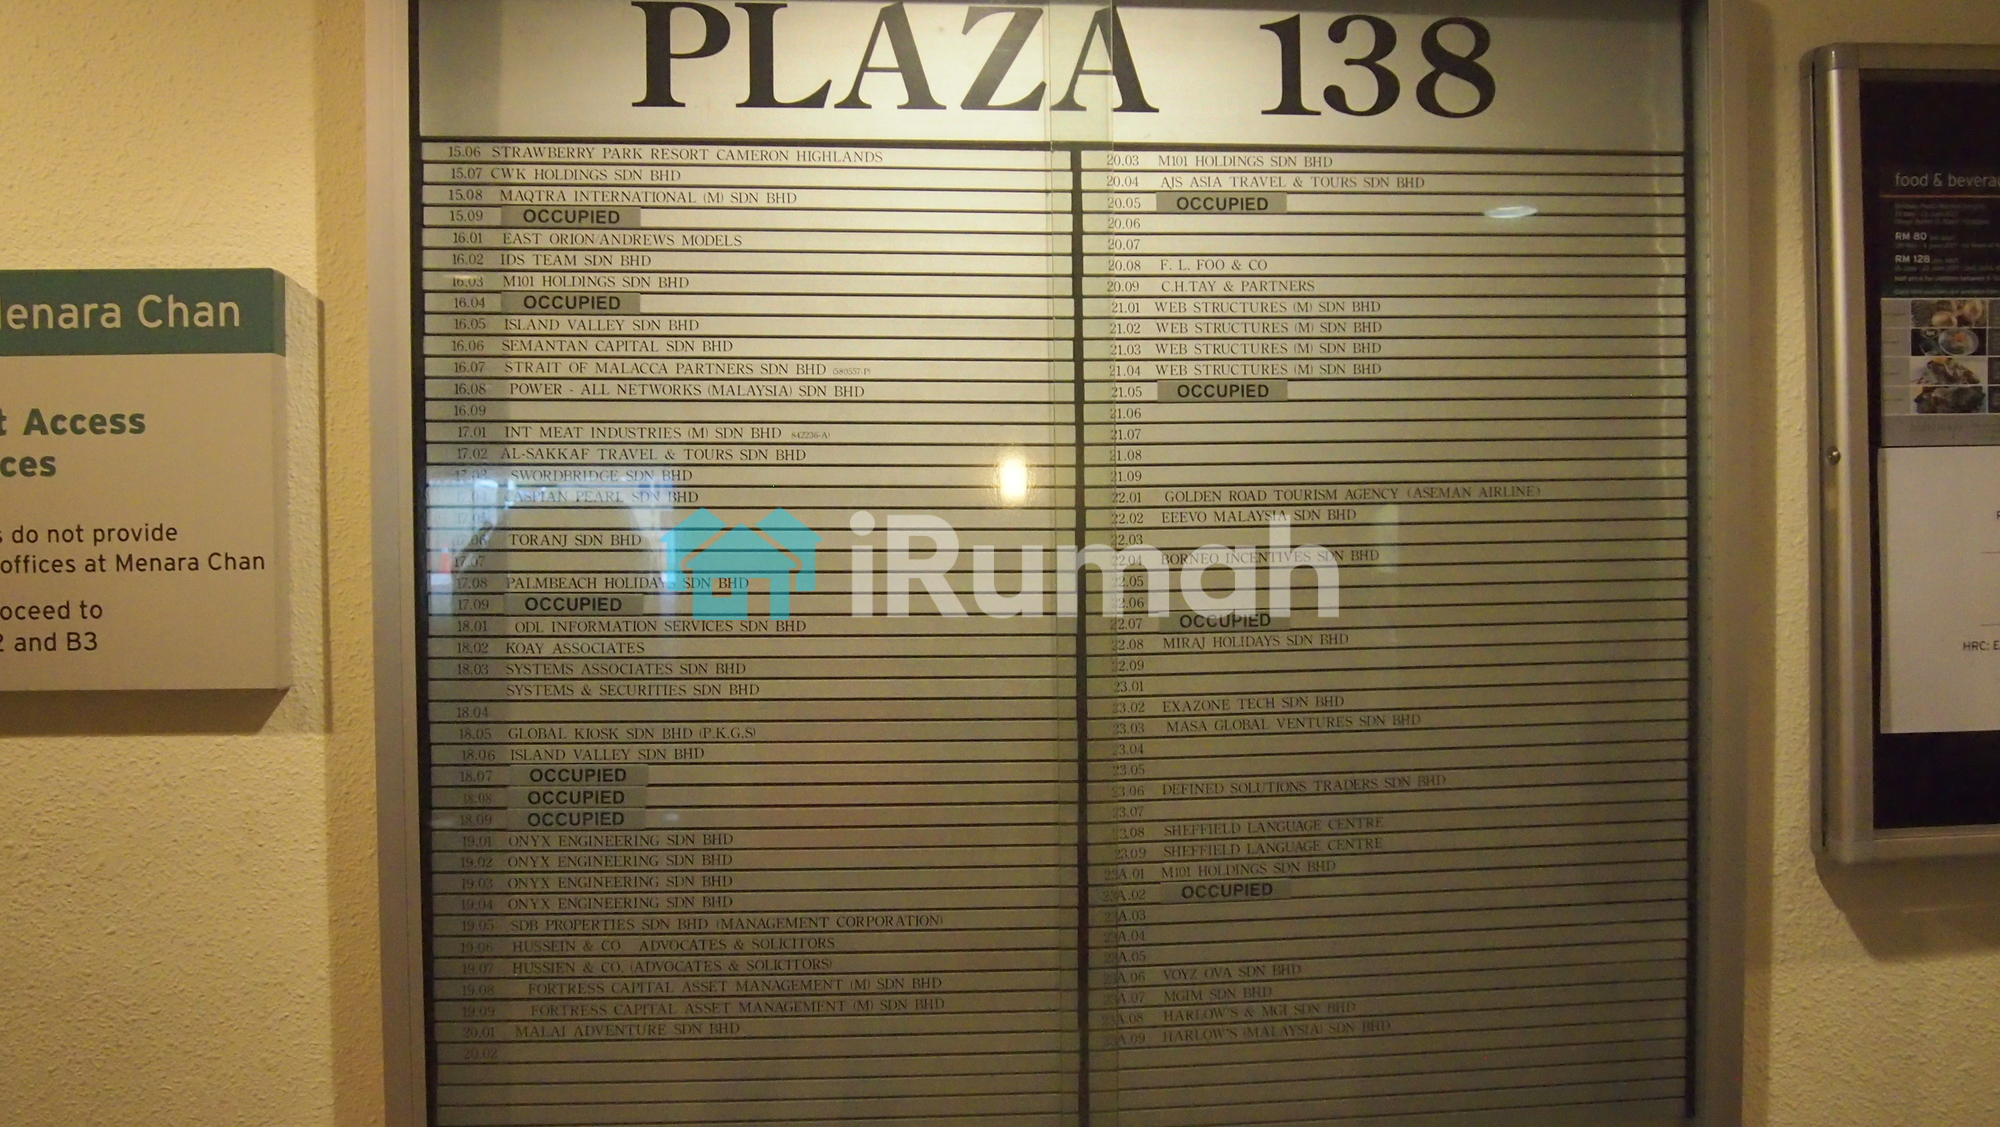 PLAZA 138
15.06 STRAWBERRY PARK RESORT CAMERON HIGHLANDS
15.07 CWK HOLDINGS SDN BHD
15.08 MAQTRA INTERNATIONAL (M) SDN BHD
15.09 OCCUPIED
16.01 EAST ORION/ANDREWS MODELS
16.02 IDS TEAM SDN BHD
16.03 M101 HOLDINGS SDN BHD
16.04 OCCUPIED
16.05 ISLAND VALLEY SDN BHD
16.06 SEMANTAN CAPITAL SDN BHD
16.07 STRAIT OF MALACCA PARTNERS SDN BHD (580557-P)
16.08 POWER - ALL NETWORKS (MALAYSIA) SDN BHD
16.09
17.01 INT MEAT INDUSTRIES (M) SDN BHD 842236-A)
17.02 AL-SAKKAF TRAVEL & TOURS SDN BHD
17.03 SWORDBRIDGE SDN BHD
17.04 CASPIAN PEARL SDN BHD
17.06 TORANJ SDN BHD
17.07
17.08 PALMBEACH HOLIDAYS SDN BHD
17.09 OCCUPIED
18.01 ODL INFORMATION SERVICES SDN BHD
18.02 KOAY ASSOCIATES
18.03 SYSTEMS ASSOCIATES SDN BHD
SYSTEMS & SECURITIES SDN BHD
18.04
18.05 GLOBAL KIOSK SDN BHD (P.K.G.S)
18.06 ISLAND VALLEY SDN BHD
18.07 OCCUPIED
18.08 OCCUPIED
18.09 OCCUPIED
19.01 ONYX ENGINEERING SDN BHD
19.02 ONYX ENGINEERING SDN BHD
19.03 ONYX ENGINEERING SDN BHD
19.04 ONYX ENGINEERING SDN BHD
19.05 SDB PROPERTIES SDN BHD (MANAGEMENT CORPORATION)
19.06 HUSSEIN & CO ADVOCATES & SOLICITORS
19.07 HUSSIEN & CO. (ADVOCATES & SOLICITORS)
19.08 FORTRESS CAPITAL ASSET MANAGEMENT (M) SDN BHD
19.09 FORTRESS CAPITAL ASSET MANAGEMENT (M) SDN BHD
20.01 MALAI ADVENTURE SDN BHD
20.02
20.03 M101 HOLDINGS SDN BHD
20.04 AJS ASIA TRAVEL & TOURS SDN BHD
20.05 OCCUPIED
20.06
20.07
20.08 F. L. FOO & CO
20.09 C.H.TAY & PARTNERS
21.01 WEB STRUCTURES (M) SDN BHD
21.02 WEB STRUCTURES (M) SDN BHD
21.03 WEB STRUCTURES (M) SDN BHD
21.04 WEB STRUCTURES (M) SDN BHD
21.05 OCCUPIED
21.06
21.07
21.08
21.09
22.01 GOLDEN ROAD TOURISM AGENCY (ASEMAN AIRLINE)
22.02 EEEVO MALAYSIA SDN BHD
22.03
22.04 BORNEO INCENTIVES SDN BHD
22.05
22.06
22.07 OCCUPIED
22.08 MIRAJ HOLIDAYS SDN BHD
22.09
23.01
23.02 EXAZONE TECH SDN BHD
23.03 MASA GLOBAL VENTURES SDN BHD
23.04
23.05
23.06 DEFINED SOLUTIONS TRADERS SDN BHD
23.07
23.08 SHEFFIELD LANGUAGE CENTRE
23.09 SHEFFIELD LANGUAGE CENTRE
23A.01 M101 HOLDINGS SDN BHD
23A.02 OCCUPIED
23A.03
23A.04
23A.05
23A.06 VOYZ OVA SDN BHD
23A.07 MGIM SDN BHD
23A.08 HARLOW'S & MGI SDN BHD
23A.09 HARLOW'S (MALAYSIA) SDN BHD
iRumah
enara Chan
t Access
ces
s do not provide
offices at Menara Chan
oceed to
2 and B3
food & bevera
RM 80
RM 128
HRC: E